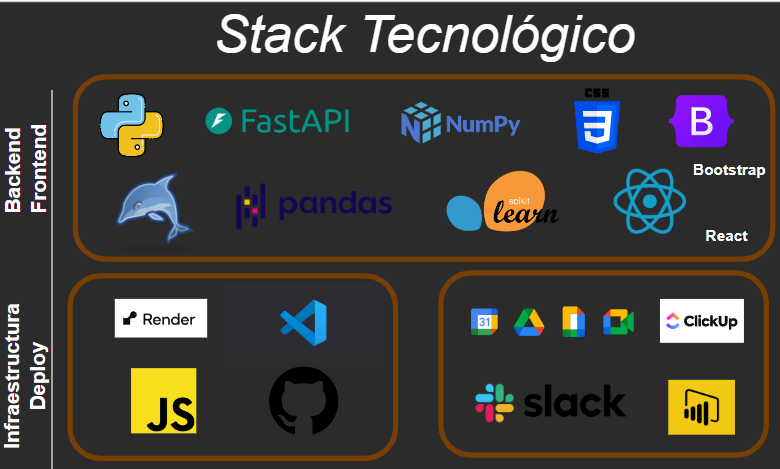 Stack Tecnológico
Backend
Frontend
FastAPI
NumPy
CSS
3
B
Bootstrap
pandas
scikit
learn
React
Infraestructura
Deploy
Render
31
ClickUp
JS
slack